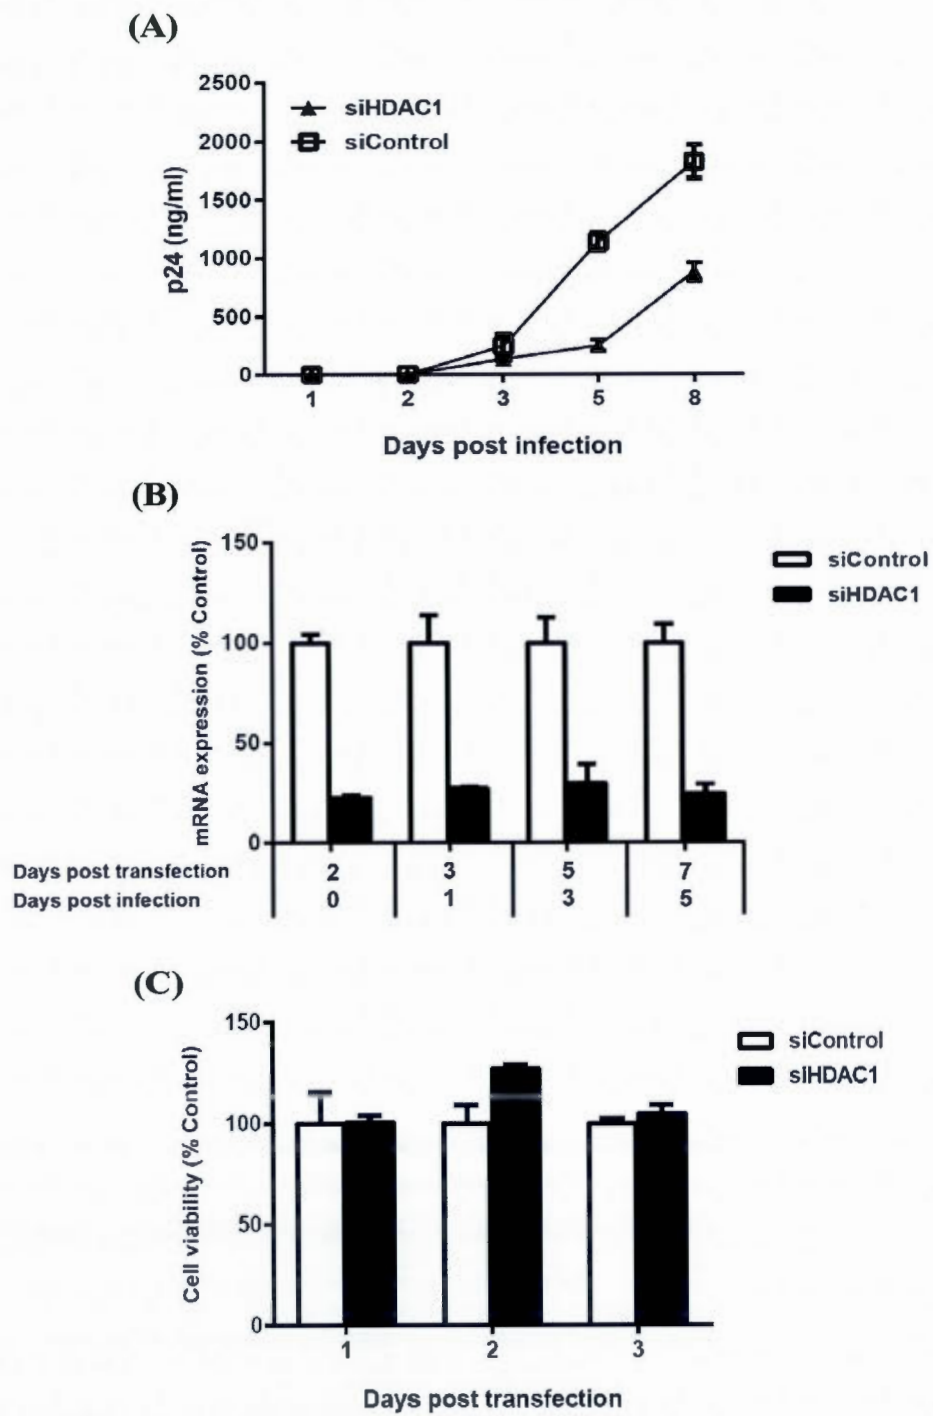 (A)
2500
2000
1500
1000
500
0
p24 (ng/ml)
siHDAC1
siControl
1 2 3 5 8
Days post infection
(B)
150
100
50
0
mRNA expression (% Control)
siControl
siHDAC1
Days post transfection 2 3 5 7
Days post infection 0 1 3 5
(C)
150
100
50
0
Cell viability (% Control)
siControl
siHDAC1
1 2 3
Days post transfection